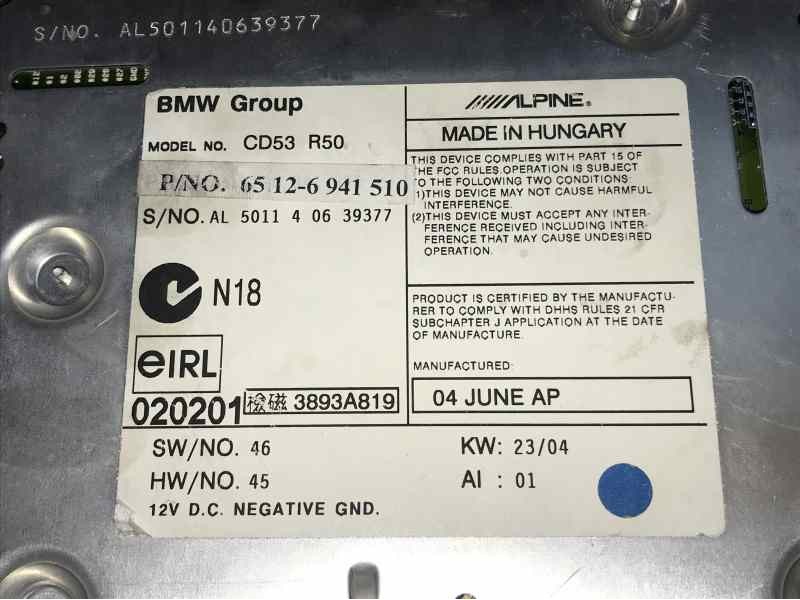 S/NO. AL501140639377
BMW Group
MODEL NO. CD53 R50
P/NO. 65 12-6 941 510
S/NO. AL 5011 4 06 39377
N18
eIRL
020201
檢磁 3893A819
ALPINE®
MADE IN HUNGARY
THIS DEVICE COMPLIES WITH PART 15 OF
THE FCC RULES.OPERATION IS SUBJECT
TO THE FOLLOWING TWO CONDITIONS:
(1)THIS DEVICE MAY NOT CAUSE HARMFUL
INTERFERENCE.
(2)THIS DEVICE MUST ACCEPT ANY INTER-
FERENCE RECEIVED INCLUDING INTER-
FERENCE THAT MAY CAUSE UNDESIRED
OPERATION.
PRODUCT IS CERTIFIED BY THE MANUFACTU-
RER TO COMPLY WITH DHHS RULES 21 CFR
SUBCHAPTER J APPLICATION AT THE DATE
OF MANUFACTURE.
MANUFACTURED:
04 JUNE AP
SW/NO. 46
HW/NO. 45
12V D.C. NEGATIVE GND.
KW: 23/04
AI : 01